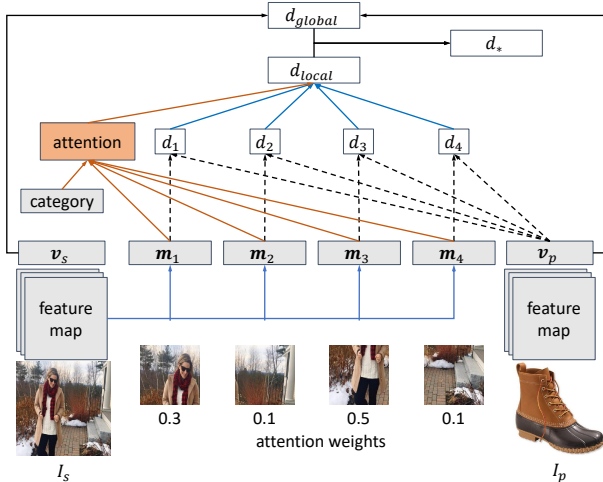 d_global
d_*
d_local
attention
d_1
d_2
d_3
d_4
category
v_s
m_1
m_2
m_3
m_4
v_p
feature
map
feature
map
0.3
0.1
0.5
0.1
attention weights
I_s
I_p